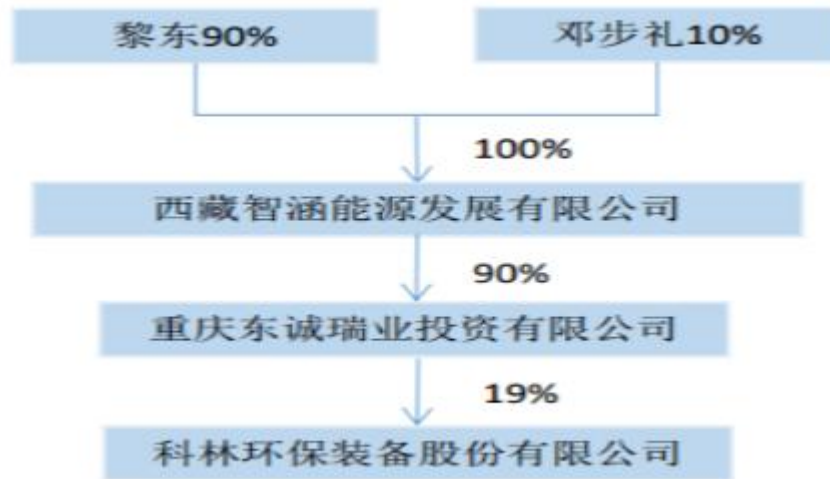 黎东90%
邓步礼10%
100%
西藏智涵能源发展有限公司
90%
重庆东诚瑞业投资有限公司
19%
科林环保装备股份有限公司